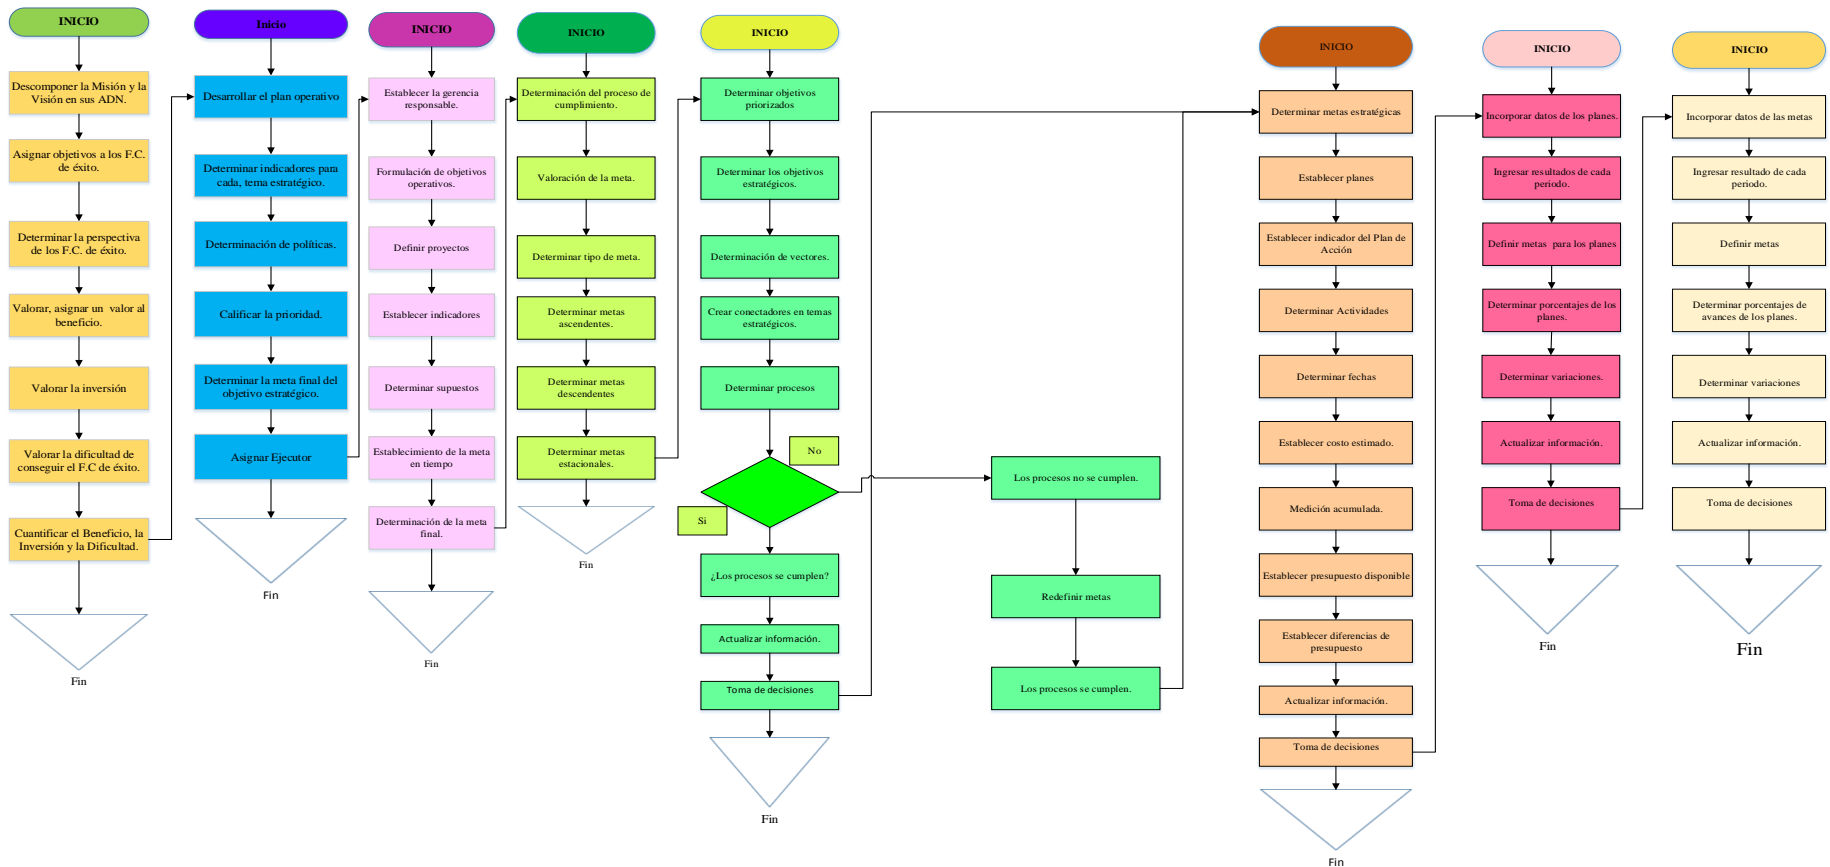 INICIO
Descomponer la Misión y la
Visión en sus ADN.
Asignar objetivos a los F.C.
de éxito.
Determinar la perspectiva
de los F.C. de éxito.
Valorar, asignar un valor al
beneficio.
Valorar la inversión
Valorar la dificultad de
conseguir el F.C de éxito.
Cuantificar el Beneficio, la
Inversión y la Dificultad.
Fin
Inicio
Desarrollar el plan operativo
Determinar indicadores para
cada, tema estratégico.
Determinación de políticas.
Calificar la prioridad.
Determinar la meta final del
objetivo estratégico.
Asignar Ejecutor
Fin
INICIO
Establecer la gerencia
responsable.
Formulación de objetivos
operativos.
Definir proyectos
Establecer indicadores
Determinar supuestos
Establecimiento de la meta
en tiempo
Determinación de la meta
final.
Fin
INICIO
Determinación del proceso de
cumplimiento.
Valoración de la meta.
Determinar tipo de meta.
Determinar metas
ascendentes.
Determinar metas
descendentes
Determinar metas
estacionales.
Fin
INICIO
Determinar objetivos
priorizados
Determinar los objetivos
estratégicos.
Determinación de vectores.
Crear conectadores en temas
estratégicos.
Determinar procesos
No
Si
¿Los procesos se cumplen?
Actualizar información.
Toma de decisiones
Fin
Los procesos no se cumplen.
Redefinir metas
Los procesos se cumplen.
INICIO
Determinar metas estratégicas
Establecer planes
Establecer indicador del Plan de
Acción
Determinar Actividades
Determinar fechas
Establecer costo estimado.
Medición acumulada.
Establecer presupuesto disponible
Establecer diferencias de
presupuesto
Actualizar información.
Toma de decisiones
Fin
INICIO
Incorporar datos de los planes.
Ingresar resultados de cada
periodo.
Definir metas para los planes
Determinar porcentajes de los
planes.
Determinar variaciones.
Actualizar información.
Toma de decisiones
Fin
INICIO
Incorporar datos de las metas
Ingresar resultado de cada
periodo.
Definir metas
Determinar porcentajes de
avances de los planes.
Determinar variaciones
Actualizar información.
Toma de decisiones
Fin